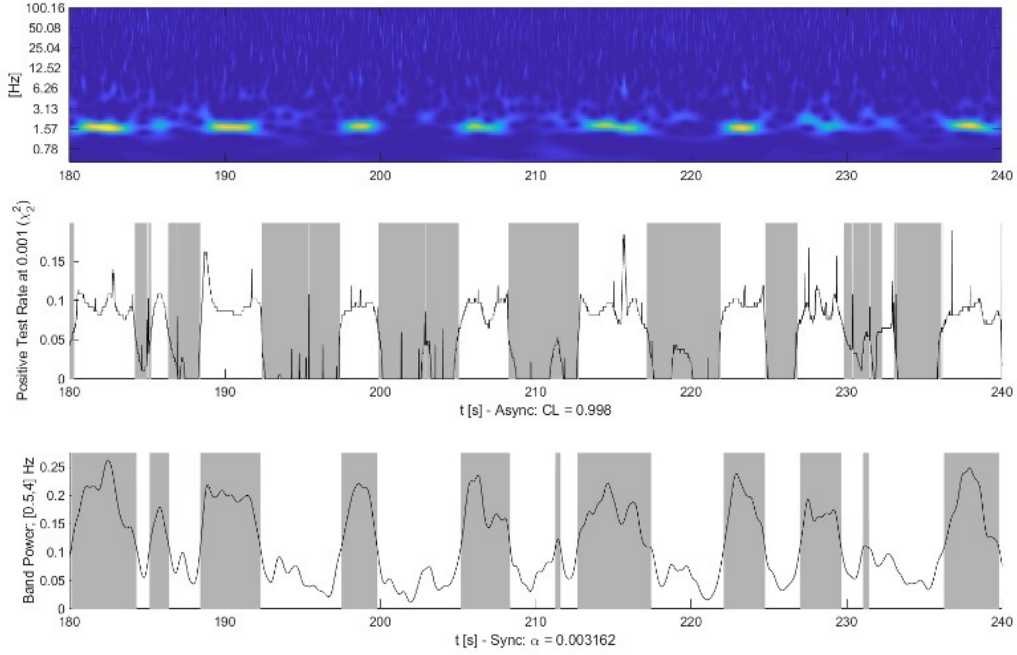 100.16
50.08
25.04
12.52
6.26
3.13
1.57
0.78
[Hz]
180 190 200 210 220 230 240
Positive Test Rate at 0.001 (χ²₂)
0.15
0.1
0.05
0
180 190 200 210 220 230 240
t [s] - Async: CL = 0.998
Band Power; [0.5,4] Hz
0.25
0.2
0.15
0.1
0.05
0
180 190 200 210 220 230 240
t [s] - Sync: α = 0.003162